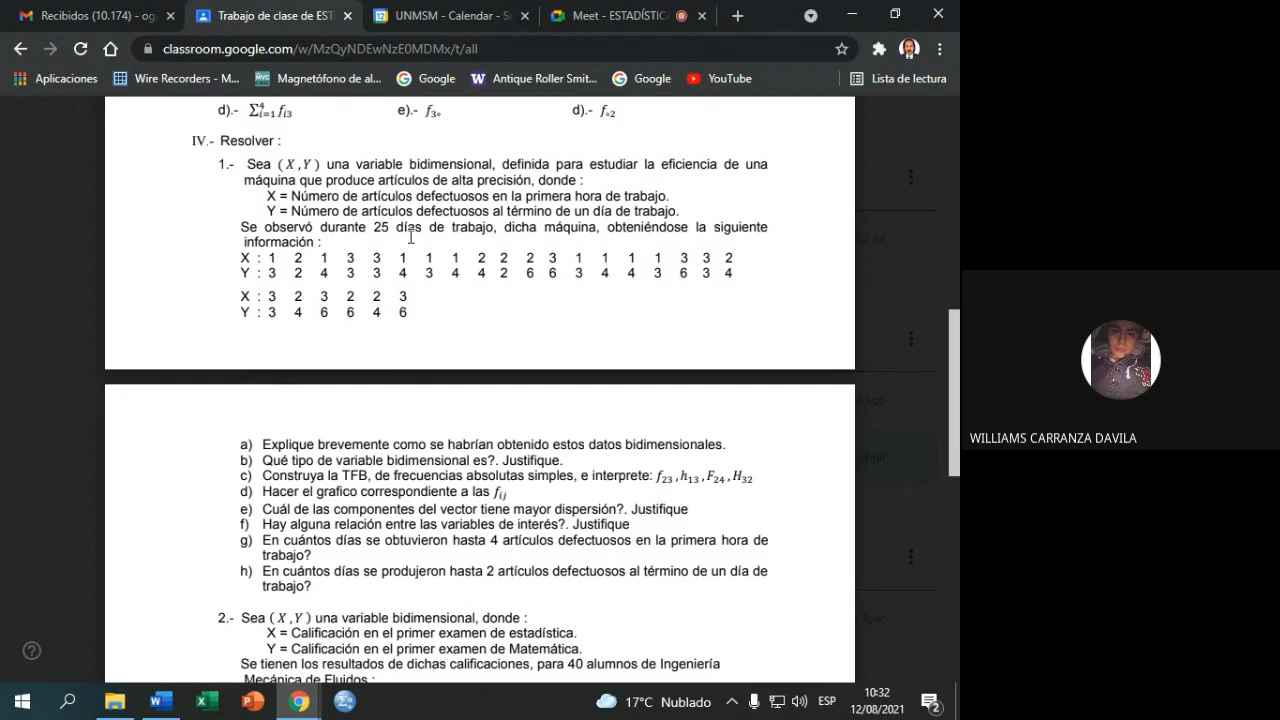 Recibidos (10.174) - og
Trabajo de clase de EST
UNMSM - Calendar - Se
Meet - ESTADÍSTICA
classroom.google.com/w/MzQyNDEwNzE0MDMx/t/all
Aplicaciones
Wire Recorders - M...
Magnetófono de al...
Google
Antique Roller Smit...
Google
YouTube
Lista de lectura
d).- ∑⁴ᵢ₌₁ fᵢ₃ e).- f₃∘ d).- f∘₂
IV.- Resolver :
1.- Sea (X,Y) una variable bidimensional, definida para estudiar la eficiencia de una
máquina que produce artículos de alta precisión, donde :
X = Número de artículos defectuosos en la primera hora de trabajo.
Y = Número de artículos defectuosos al término de un día de trabajo.
Se observó durante 25 días de trabajo, dicha máquina, obteniéndose la siguiente
información :
X : 1 2 1 3 3 1 1 1 2 2 2 3 1 1 1 1 3 3 2
Y : 3 2 4 3 3 4 3 4 4 2 6 6 3 4 4 3 6 3 4
X : 3 2 3 2 2 3
Y : 3 4 6 6 4 6
a) Explique brevemente como se habrían obtenido estos datos bidimensionales.
b) Qué tipo de variable bidimensional es?. Justifique.
c) Construya la TFB, de frecuencias absolutas simples, e interprete: f₂₃ ,h₁₃ ,F₂₄ ,H₃₂
d) Hacer el grafico correspondiente a las fᵢⱼ
e) Cuál de las componentes del vector tiene mayor dispersión?. Justifique
f) Hay alguna relación entre las variables de interés?. Justifique
g) En cuántos días se obtuvieron hasta 4 artículos defectuosos en la primera hora de
trabajo?
h) En cuántos días se produjeron hasta 2 artículos defectuosos al término de un día de
trabajo?
2.- Sea (X,Y) una variable bidimensional, donde :
X = Calificación en el primer examen de estadística.
Y = Calificación en el primer examen de Matemática.
Se tienen los resultados de dichas calificaciones, para 40 alumnos de Ingeniería
Mecánica de Fluidos :
23 jul
ago
jul
Ayer
WILLIAMS CARRANZA DAVILA
17°C Nublado
ESP
10:32
12/08/2021
2